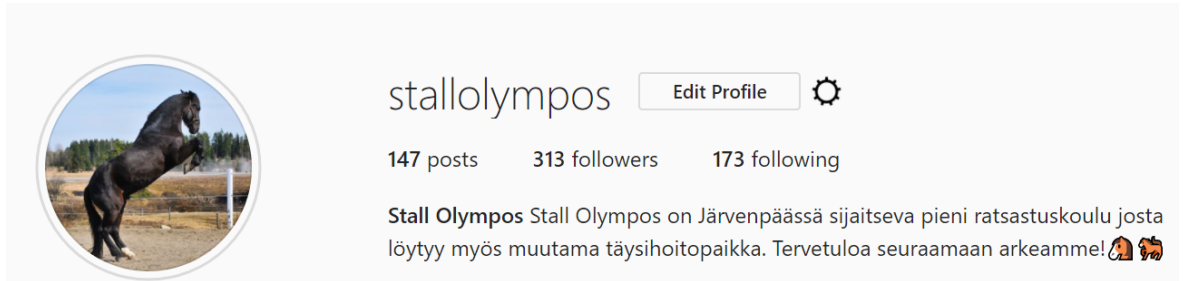 stallolympos Edit Profile
147 posts 313 followers 173 following
Stall Olympos Stall Olympos on Järvenpäässä sijaitseva pieni ratsastuskoulu josta
löytyy myös muutama täysihoitopaikka. Tervetuloa seuraamaan arkeamme!🐴🐎